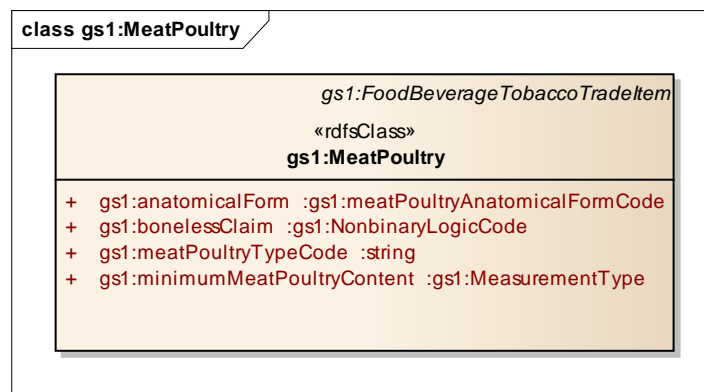 class gs1:MeatPoultry
gs1:FoodBeverageTobaccoTradeItem
«rdfsClass»
gs1:MeatPoultry
+ gs1:anatomicalForm :gs1:meatPoultryAnatomicalFormCode
+ gs1:bonelessClaim :gs1:NonbinaryLogicCode
+ gs1:meatPoultryTypeCode :string
+ gs1:minimumMeatPoultryContent :gs1:MeasurementType